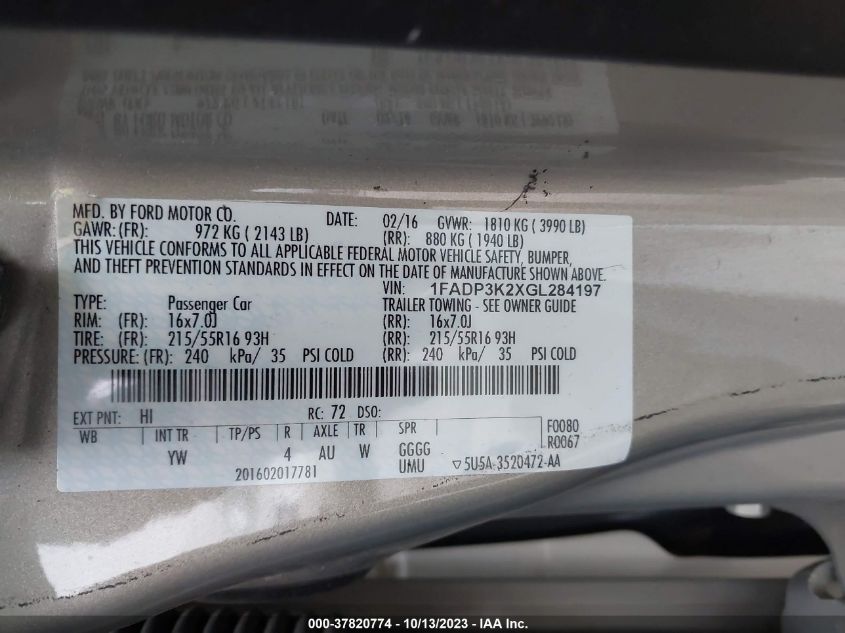 MFD. BY FORD MOTOR CO. DATE: 02/16 GVWR: 1810 KG ( 3990 LB)
GAWR: (FR): 972 KG ( 2143 LB) (RR): 880 KG ( 1940 LB)
THIS VEHICLE CONFORMS TO ALL APPLICABLE FEDERAL MOTOR VEHICLE SAFETY, BUMPER,
AND THEFT PREVENTION STANDARDS IN EFFECT ON THE DATE OF MANUFACTURE SHOWN ABOVE.
VIN: 1FADP3K2XGL284197
TYPE: Passenger Car TRAILER TOWING - SEE OWNER GUIDE
RIM: (FR): 16x7.0J (RR): 16x7.0J
TIRE: (FR): 215/55R16 93H (RR): 215/55R16 93H
PRESSURE: (FR): 240 kPa/ 35 PSI COLD (RR): 240 kPa/ 35 PSI COLD
EXT PNT: HI RC: 72 DSO: F0080
WB INT TR TP/PS R AXLE TR SPR R0067
YW 4 AU W GGGG
201602017781 UMU ▽5U5A-3520472-AA
000-37820774 - 10/13/2023 - IAA Inc.